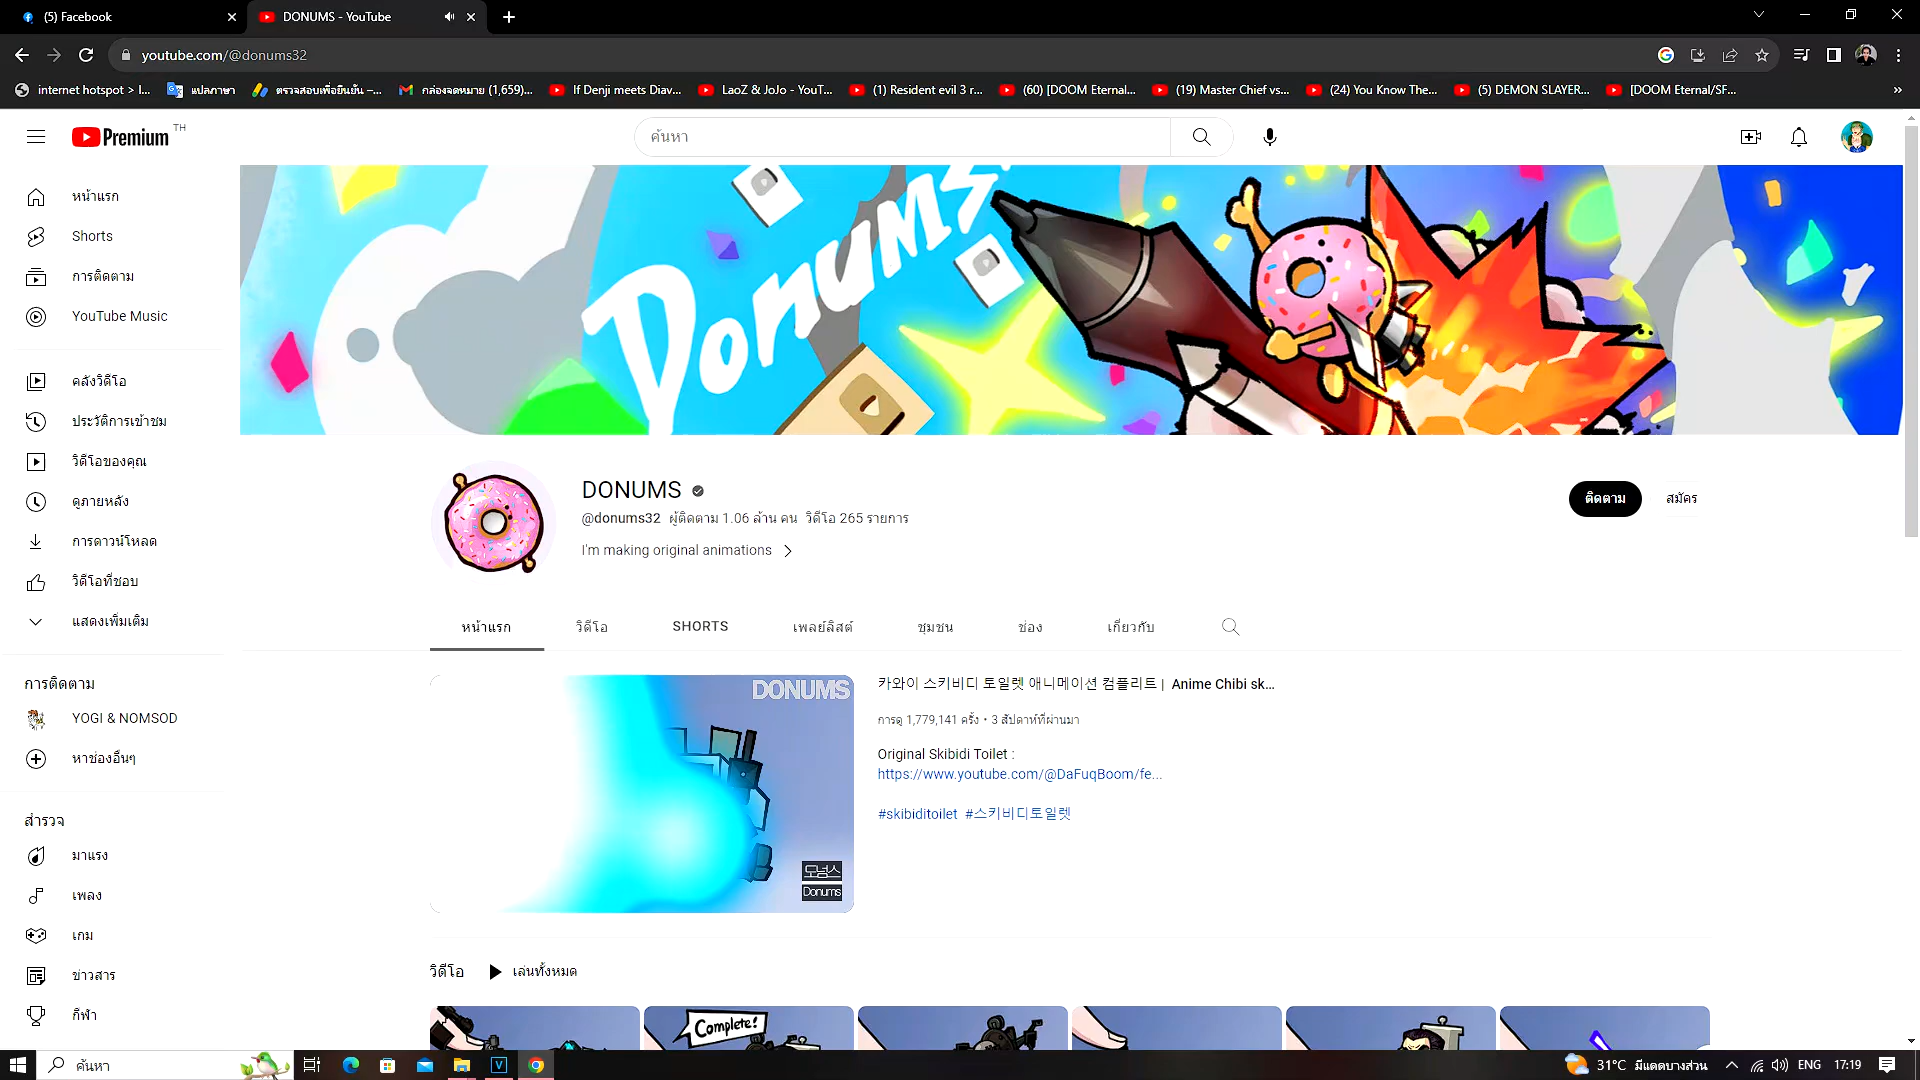 (5) Facebook
DONUMS - YouTube
youtube.com/@donums32
internet hotspot > I...
แปลภาษา
ตรวจสอบเพื่อยืนยัน –...
กล่องจดหมาย (1,659)...
If Denji meets Diav...
LaoZ & JoJo - YouT...
(1) Resident evil 3 r...
(60) [DOOM Eternal...
(19) Master Chief vs...
(24) You Know The...
(5) DEMON SLAYER...
[DOOM Eternal/SF...
Premium TH
ค้นหา
หน้าแรก
Shorts
การติดตาม
YouTube Music
คลังวิดีโอ
ประวัติการเข้าชม
วิดีโอของคุณ
ดูภายหลัง
การดาวน์โหลด
วิดีโอที่ชอบ
แสดงเพิ่มเติม
การติดตาม
YOGI & NOMSOD
หาช่องอื่นๆ
สำรวจ
มาแรง
เพลง
เกม
ข่าวสาร
กีฬา
Donums
DONUMS
@donums32 ผู้ติดตาม 1.06 ล้าน คน วิดีโอ 265 รายการ
I'm making original animations
ติดตาม
สมัคร
หน้าแรก
วิดีโอ
SHORTS
เพลย์ลิสต์
ชุมชน
ช่อง
เกี่ยวกับ
DONUMS
도넝스
Donums
카와이 스키비디 토일렛 애니메이션 컴플리트 | Anime Chibi sk...
การดู 1,779,141 ครั้ง • 3 สัปดาห์ที่ผ่านมา
Original Skibidi Toilet :
https://www.youtube.com/@DaFuqBoom/fe...
#skibiditoilet #스키비디토일렛
วิดีโอ
เล่นทั้งหมด
Complete!
ค้นหา
31°C มีแดดบางส่วน
ENG
17:19